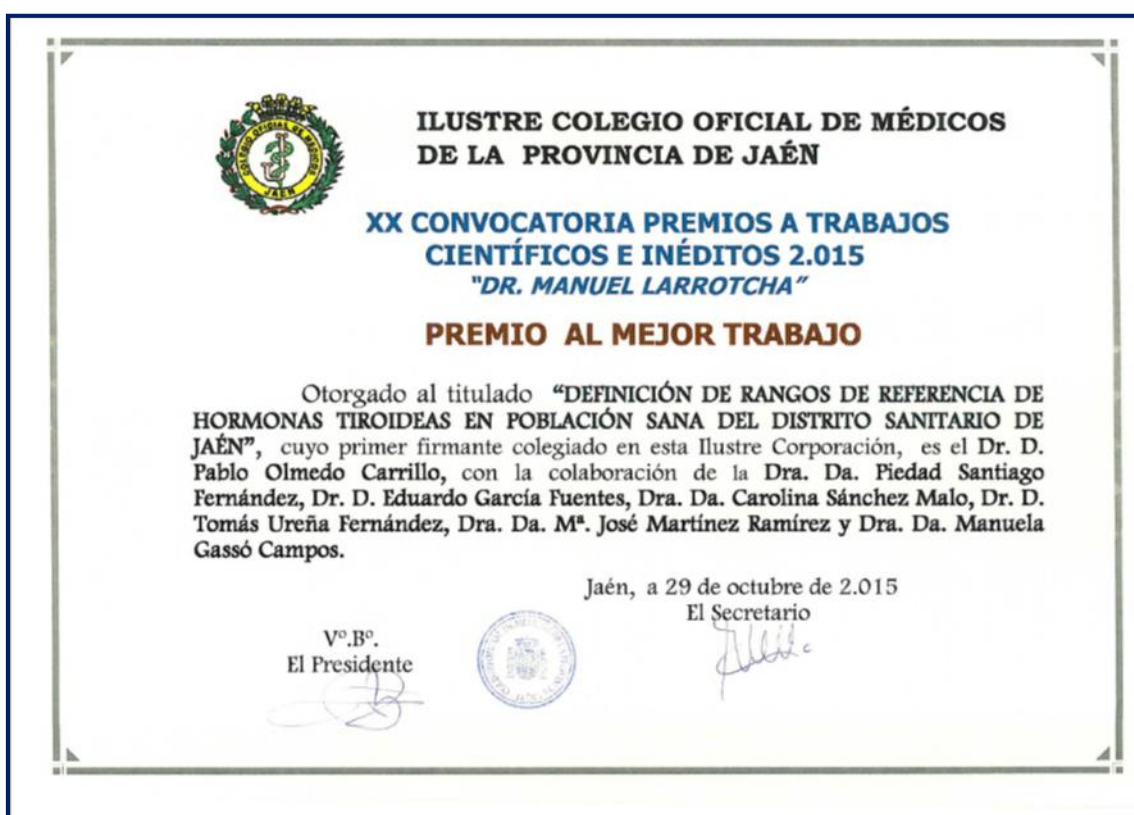 COLEGIO OFICIAL DE MEDICOS
JAEN
ILUSTRE COLEGIO OFICIAL DE MÉDICOS
DE LA PROVINCIA DE JAÉN
XX CONVOCATORIA PREMIOS A TRABAJOS
CIENTÍFICOS E INÉDITOS 2.015
"DR. MANUEL LARROTCHA"
PREMIO AL MEJOR TRABAJO
Otorgado al titulado “DEFINICIÓN DE RANGOS DE REFERENCIA DE
HORMONAS TIROIDEAS EN POBLACIÓN SANA DEL DISTRITO SANITARIO DE
JAÉN”, cuyo primer firmante colegiado en esta Ilustre Corporación, es el Dr. D.
Pablo Olmedo Carrillo, con la colaboración de la Dra. Da. Piedad Santiago
Fernández, Dr. D. Eduardo García Fuentes, Dra. Da. Carolina Sánchez Malo, Dr. D.
Tomás Ureña Fernández, Dra. Da. Mª. José Martínez Ramírez y Dra. Da. Manuela
Gassó Campos.
Jaén, a 29 de octubre de 2.015
El Secretario
Vº.Bº.
El Presidente